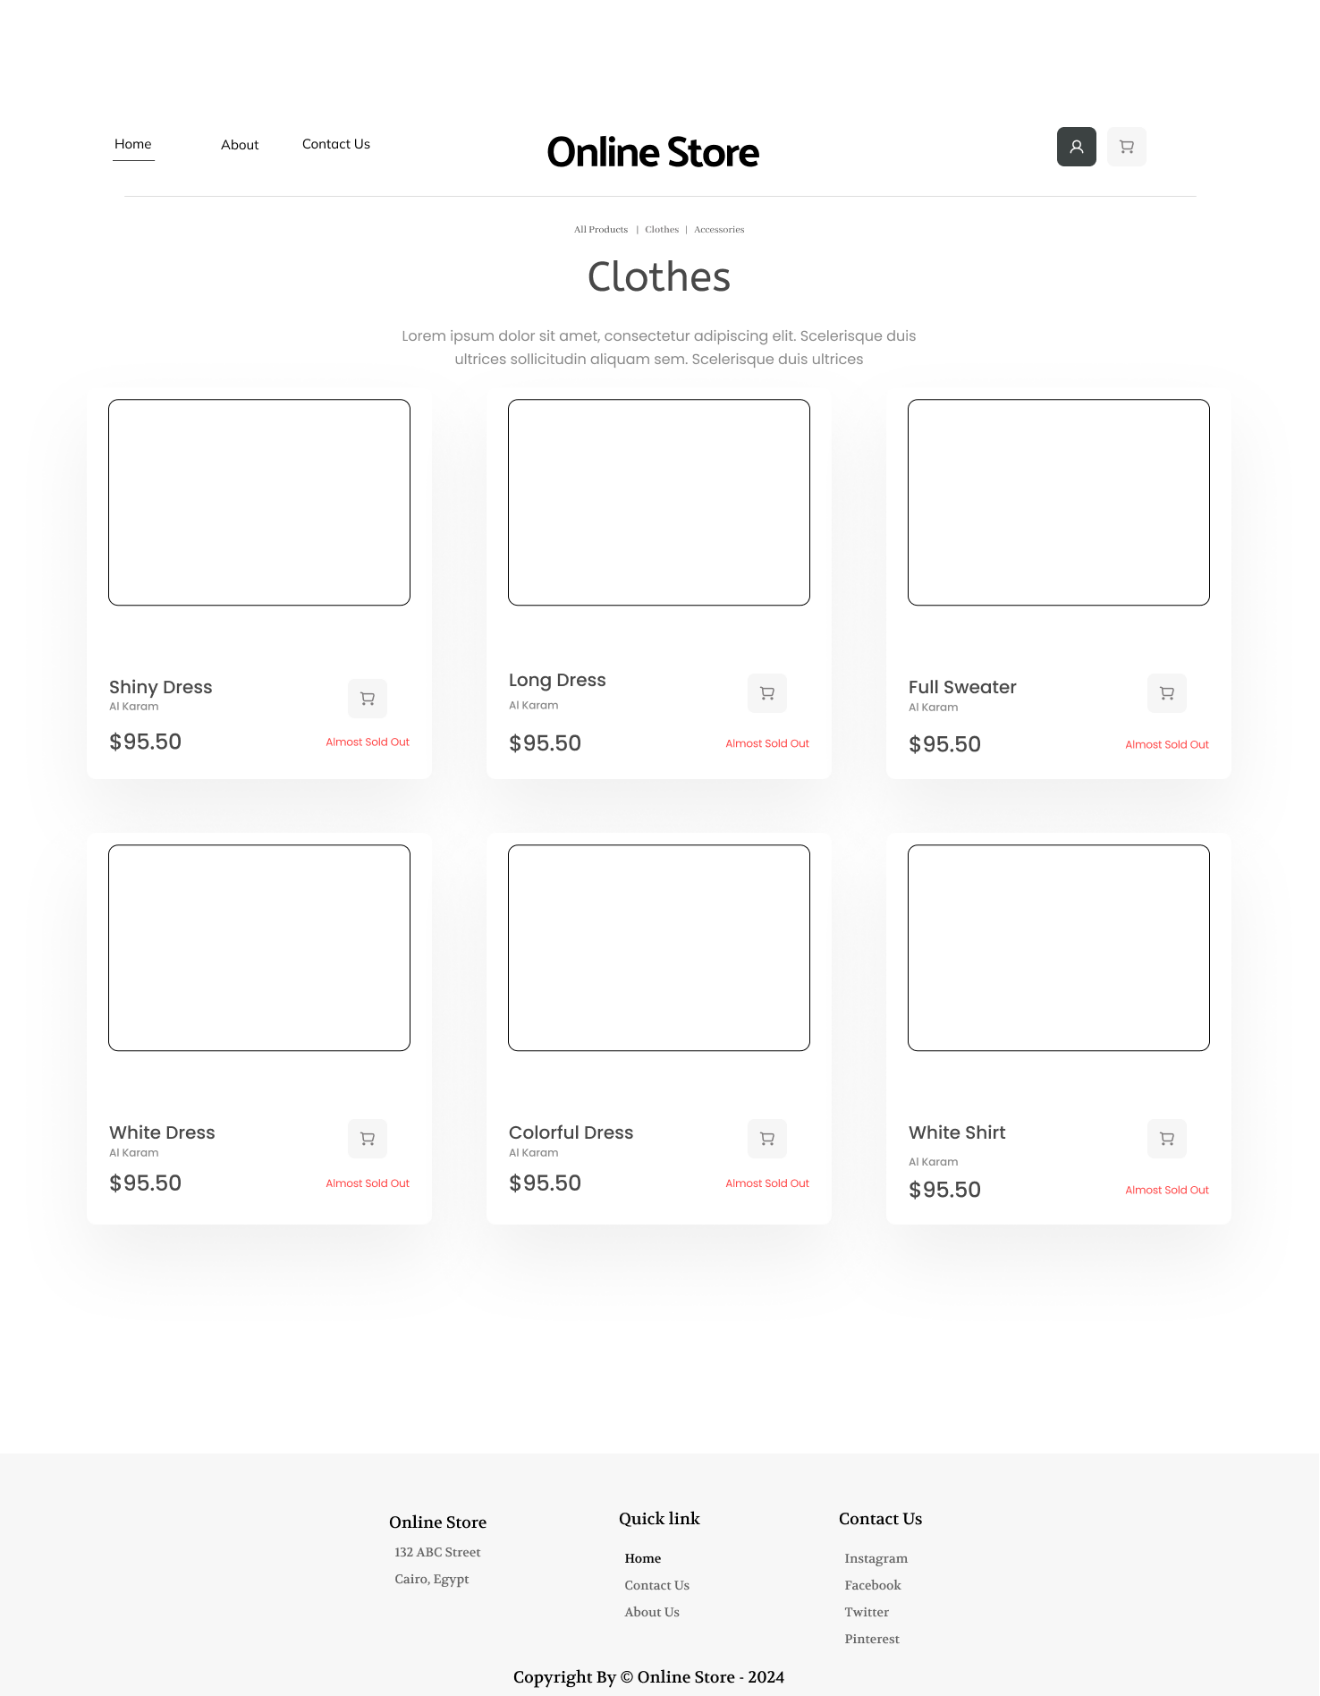 Home
About
Contact Us
Online Store
All Products | Clothes | Accessories
Clothes
Lorem ipsum dolor sit amet, consectetur adipiscing elit. Scelerisque duis
ultrices sollicitudin aliquam sem. Scelerisque duis ultrices
Shiny Dress
Al Karam
$95.50
Almost Sold Out
Long Dress
Al Karam
$95.50
Almost Sold Out
Full Sweater
Al Karam
$95.50
Almost Sold Out
White Dress
Al Karam
$95.50
Almost Sold Out
Colorful Dress
Al Karam
$95.50
Almost Sold Out
White Shirt
Al Karam
$95.50
Almost Sold Out
Online Store
132 ABC Street
Cairo, Egypt
Quick link
Home
Contact Us
About Us
Contact Us
Instagram
Facebook
Twitter
Pinterest
Copyright By © Online Store - 2024